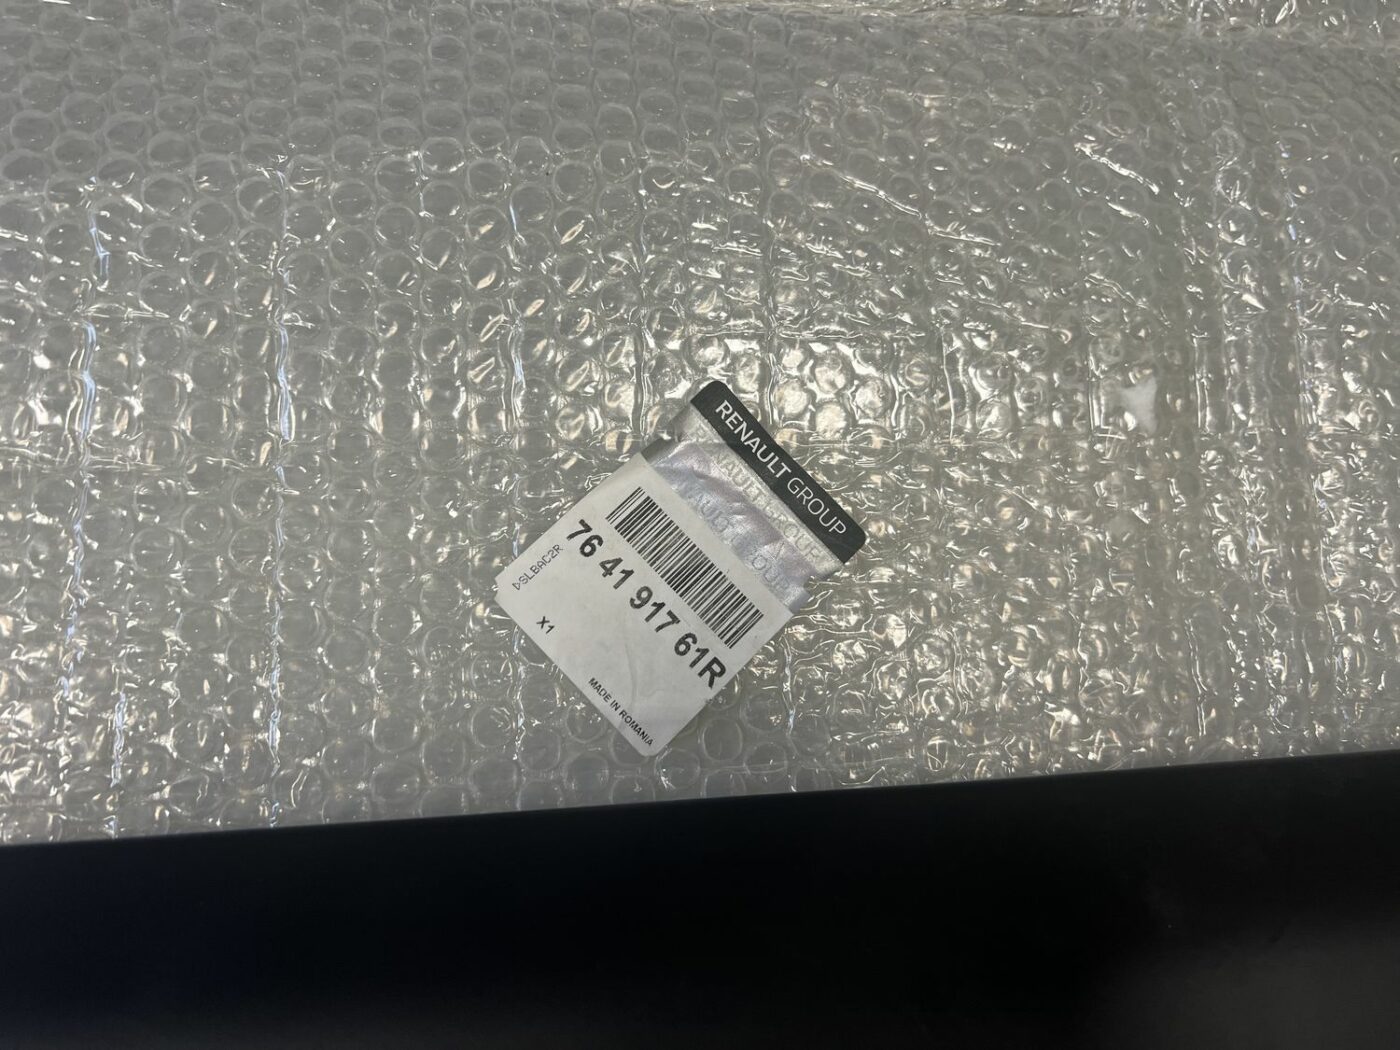 RENAULT GROUP
76 41 917 61R
DSLBAC2R
X1
MADE IN ROMANIA